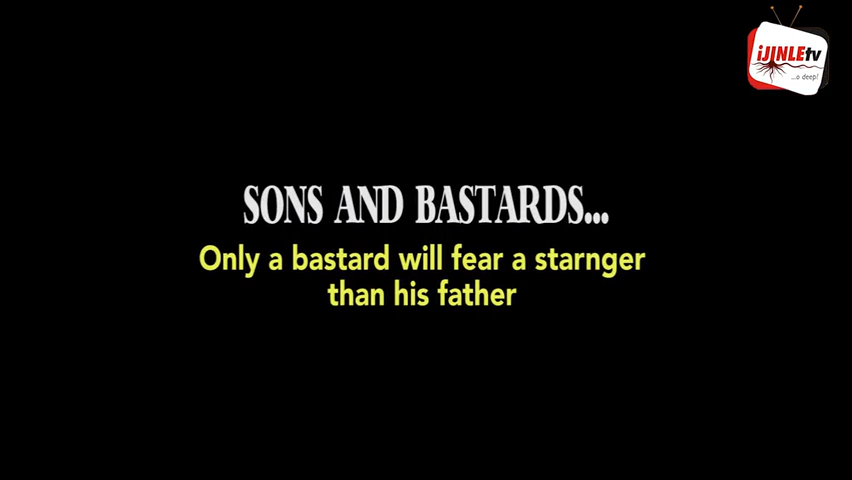 iJINLEtv
...o deep!
SONS AND BASTARDS...
Only a bastard will fear a starnger
than his father